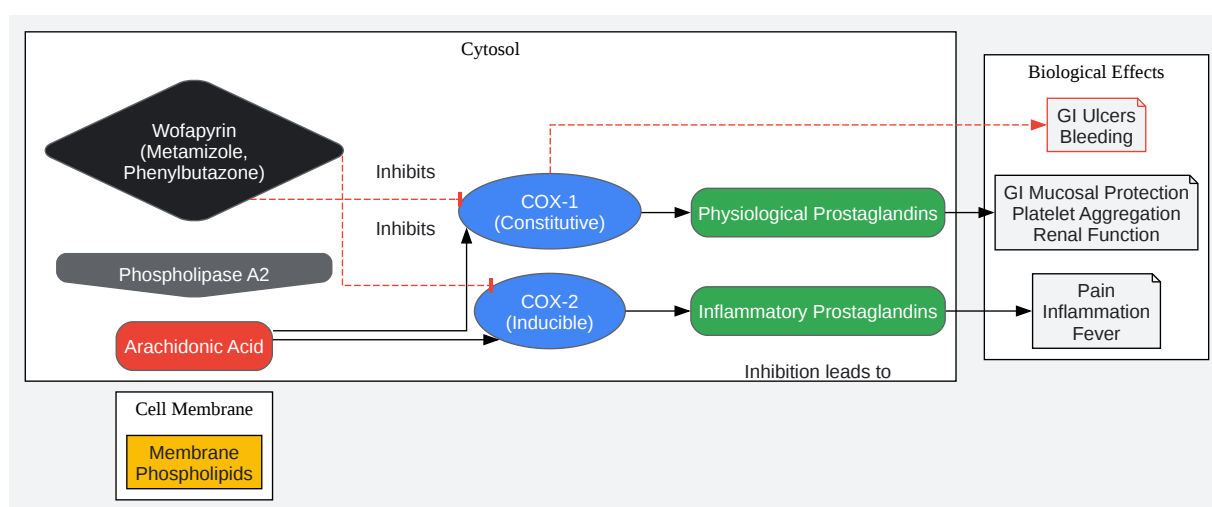 Cytosol
Wofapyrin
(Metamizole,
Phenylbutazone)
Inhibits
Inhibits
COX-1
(Constitutive)
Physiological Prostaglandins
Phospholipase A2
COX-2
(Inducible)
Inflammatory Prostaglandins
Arachidonic Acid
Inhibition leads to
Biological Effects
GI Ulcers
Bleeding
GI Mucosal Protection
Platelet Aggregation
Renal Function
Pain
Inflammation
Fever
Cell Membrane
Membrane
Phospholipids